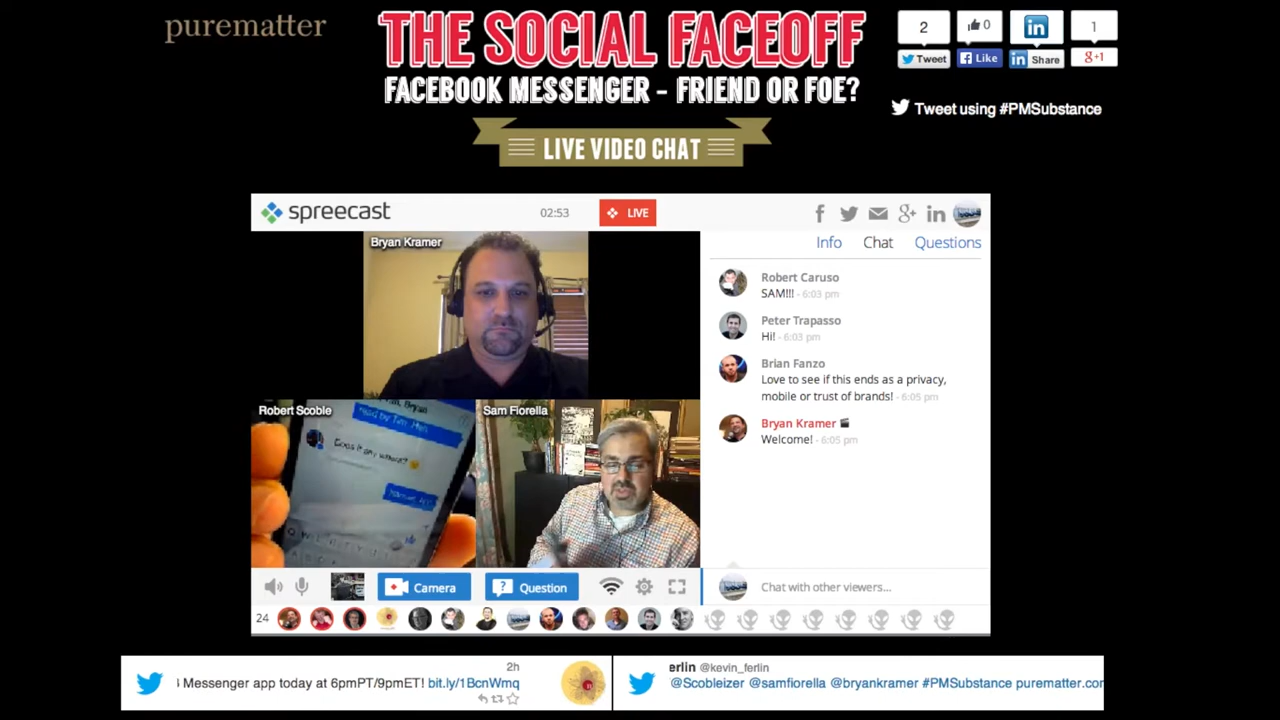 purematter
THE SOCIAL FACEOFF
FACEBOOK MESSENGER - FRIEND OR FOE?
LIVE VIDEO CHAT
2
0
1
Tweet
Like
Share
g+1
Tweet using #PMSubstance
spreecast
02:53
LIVE
Bryan Kramer
Robert Scoble
Sam Fiorella
Info
Chat
Questions
Robert Caruso
SAM!!! - 6:03 pm
Peter Trapasso
Hi! - 6:03 pm
Brian Fanzo
Love to see if this ends as a privacy,
mobile or trust of brands! - 6:05 pm
Bryan Kramer
Welcome! - 6:05 pm
Camera
Question
Chat with other viewers...
24
2h
Messenger app today at 6pmPT/9pmET! bit.ly/1BcnWmq
erlin @kevin_ferlin
@Scobleizer @samfiorella @bryankramer #PMSubstance purematter.com